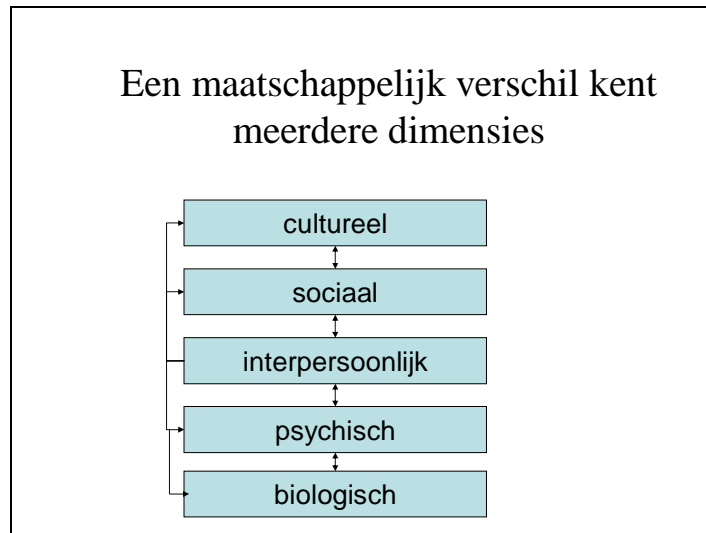 Een maatschappelijk verschil kent
meerdere dimensies
cultureel
sociaal
interpersoonlijk
psychisch
biologisch